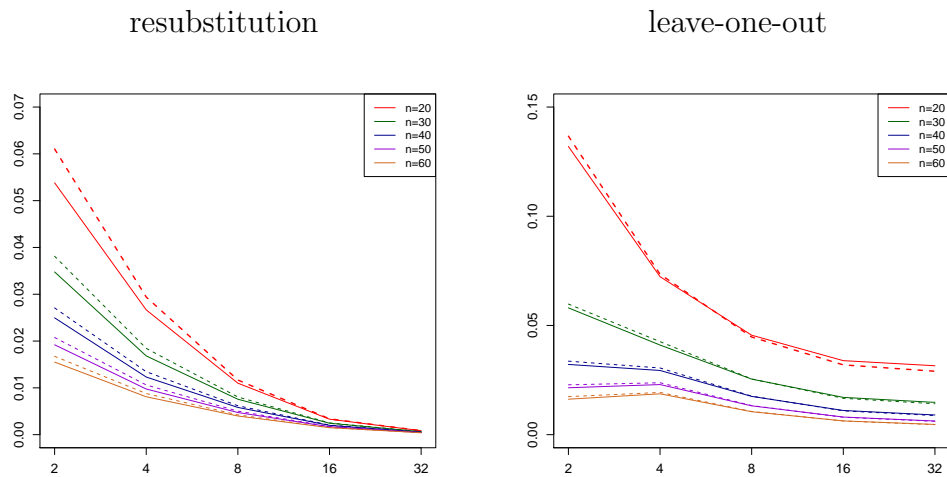 resubstitution
0.07
0.06
0.05
0.04
0.03
0.02
0.01
0.00
n=20
n=30
n=40
n=50
n=60
2 4 8 16 32
leave-one-out
0.15
0.10
0.05
0.00
n=20
n=30
n=40
n=50
n=60
2 4 8 16 32